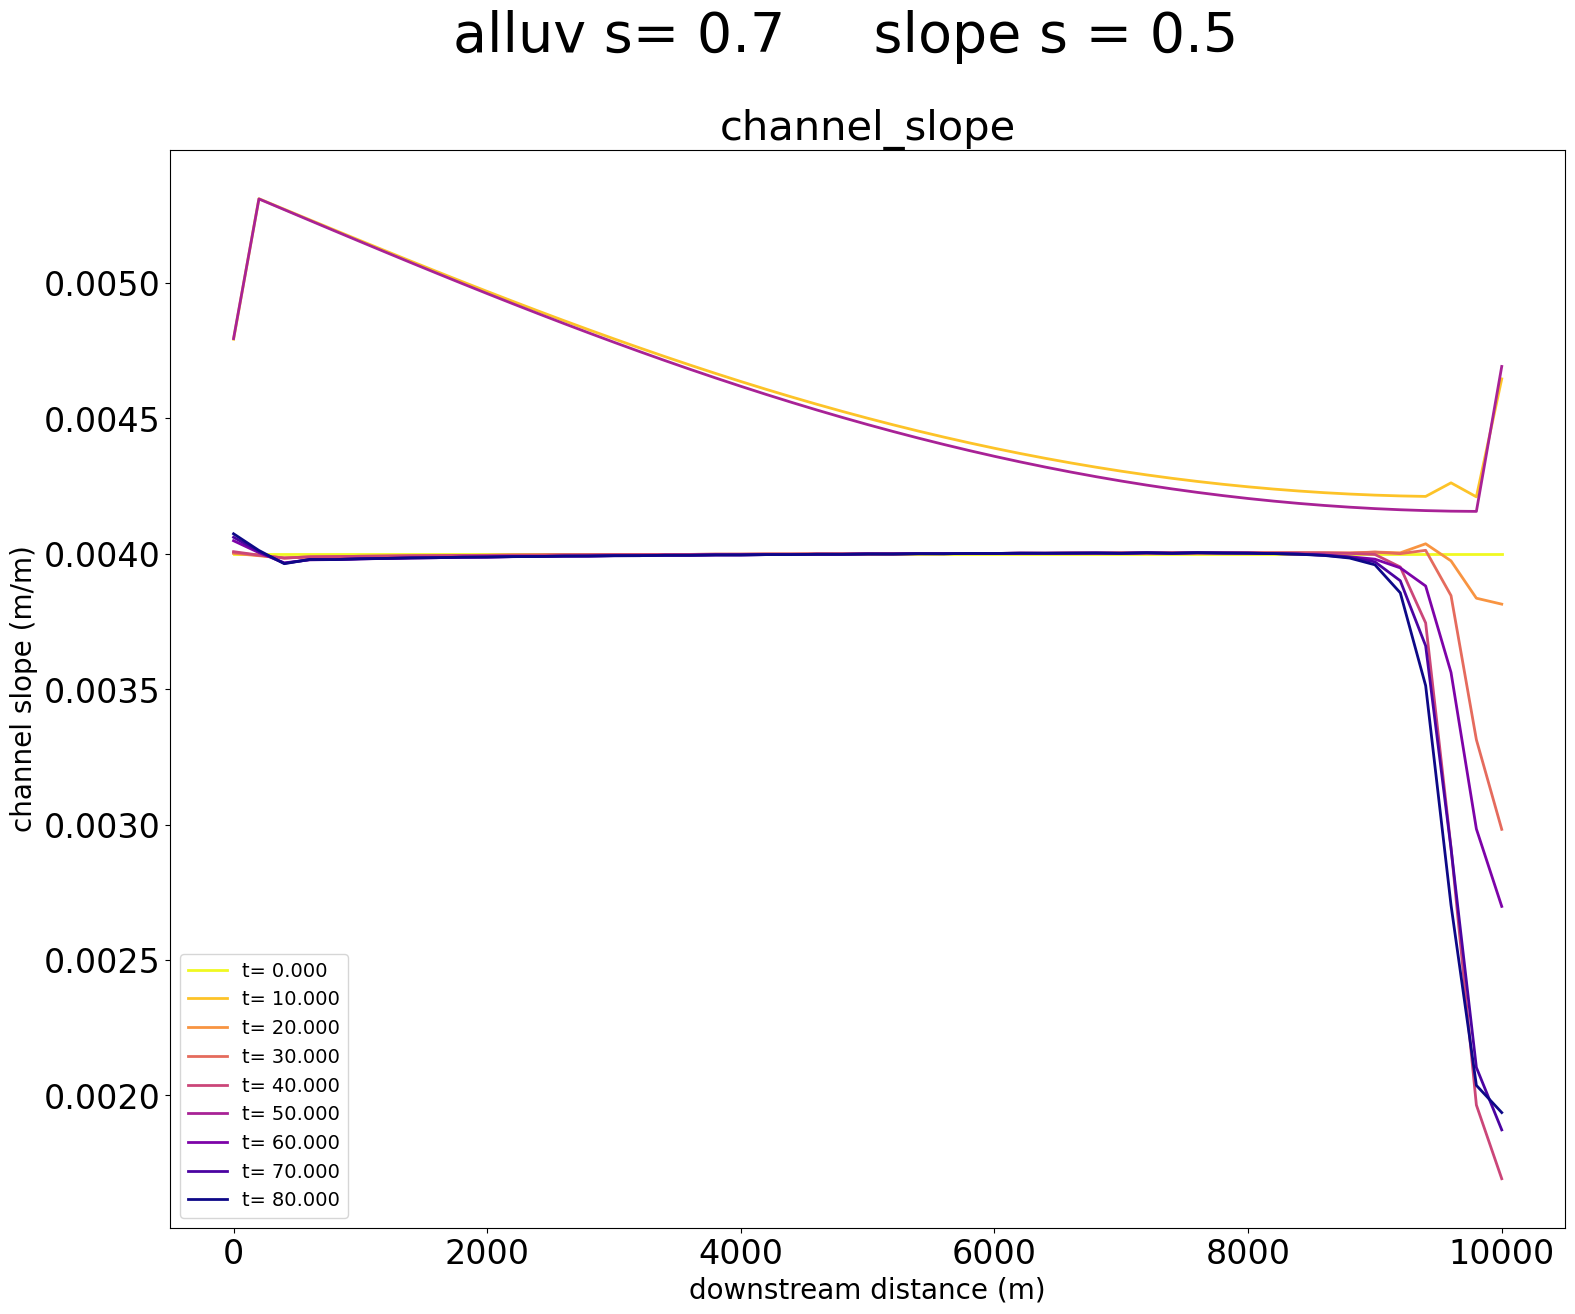 alluv s= 0.7 slope s = 0.5
channel_slope
channel slope (m/m)
0.0050
0.0045
0.0040
0.0035
0.0030
0.0025
0.0020
t= 0.000
t= 10.000
t= 20.000
t= 30.000
t= 40.000
t= 50.000
t= 60.000
t= 70.000
t= 80.000
0 2000 4000 6000 8000 10000
downstream distance (m)